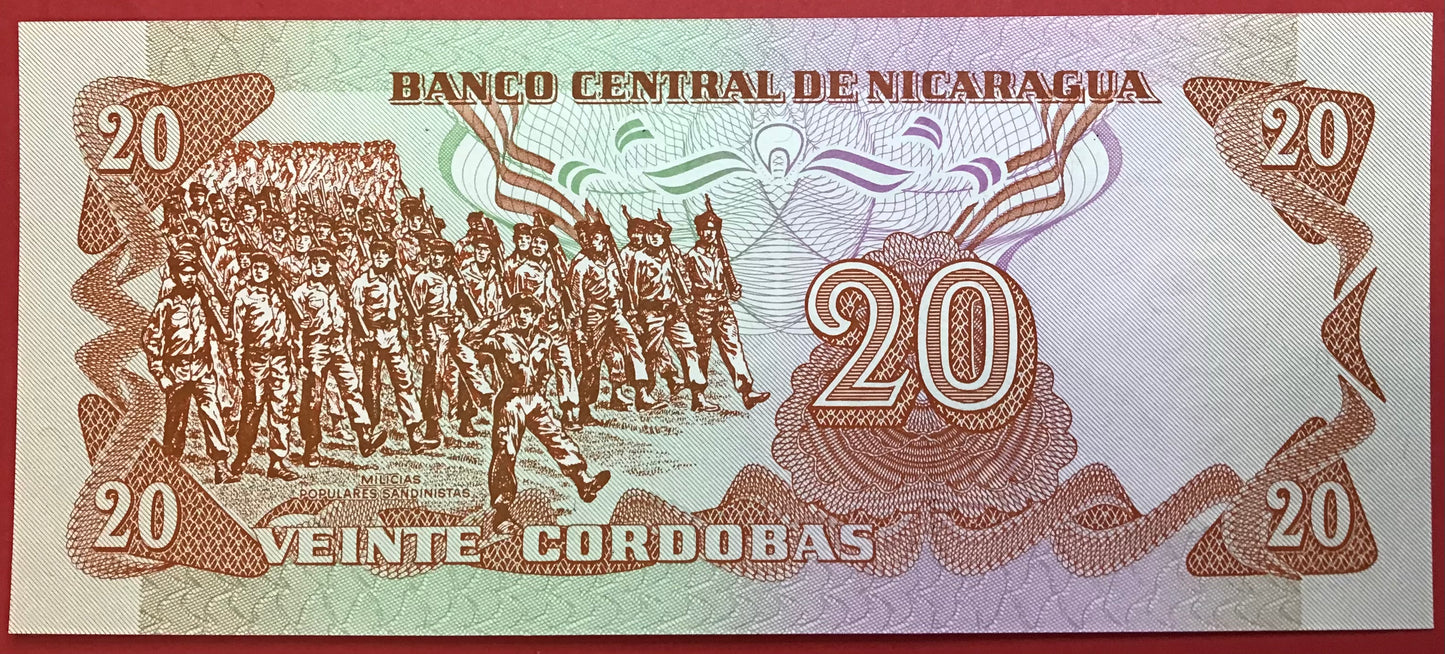 BANCO CENTRAL DE NICARAGUA
20
20
20
MILICIAS
POPULARES SANDINISTAS
20
VEINTE CORDOBAS
20